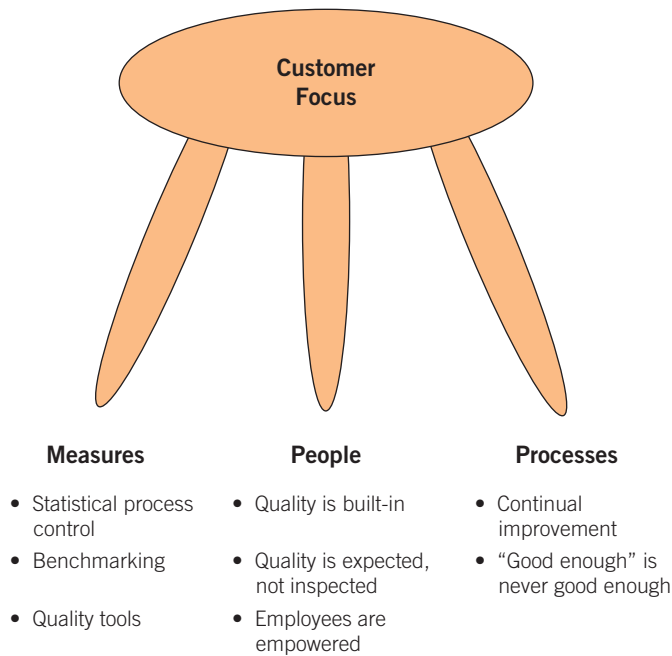 Customer
Focus
Measures
• Statistical process
control
• Benchmarking
• Quality tools
People
• Quality is built-in
• Quality is expected,
not inspected
• Employees are
empowered
Processes
• Continual
improvement
• “Good enough” is
never good enough